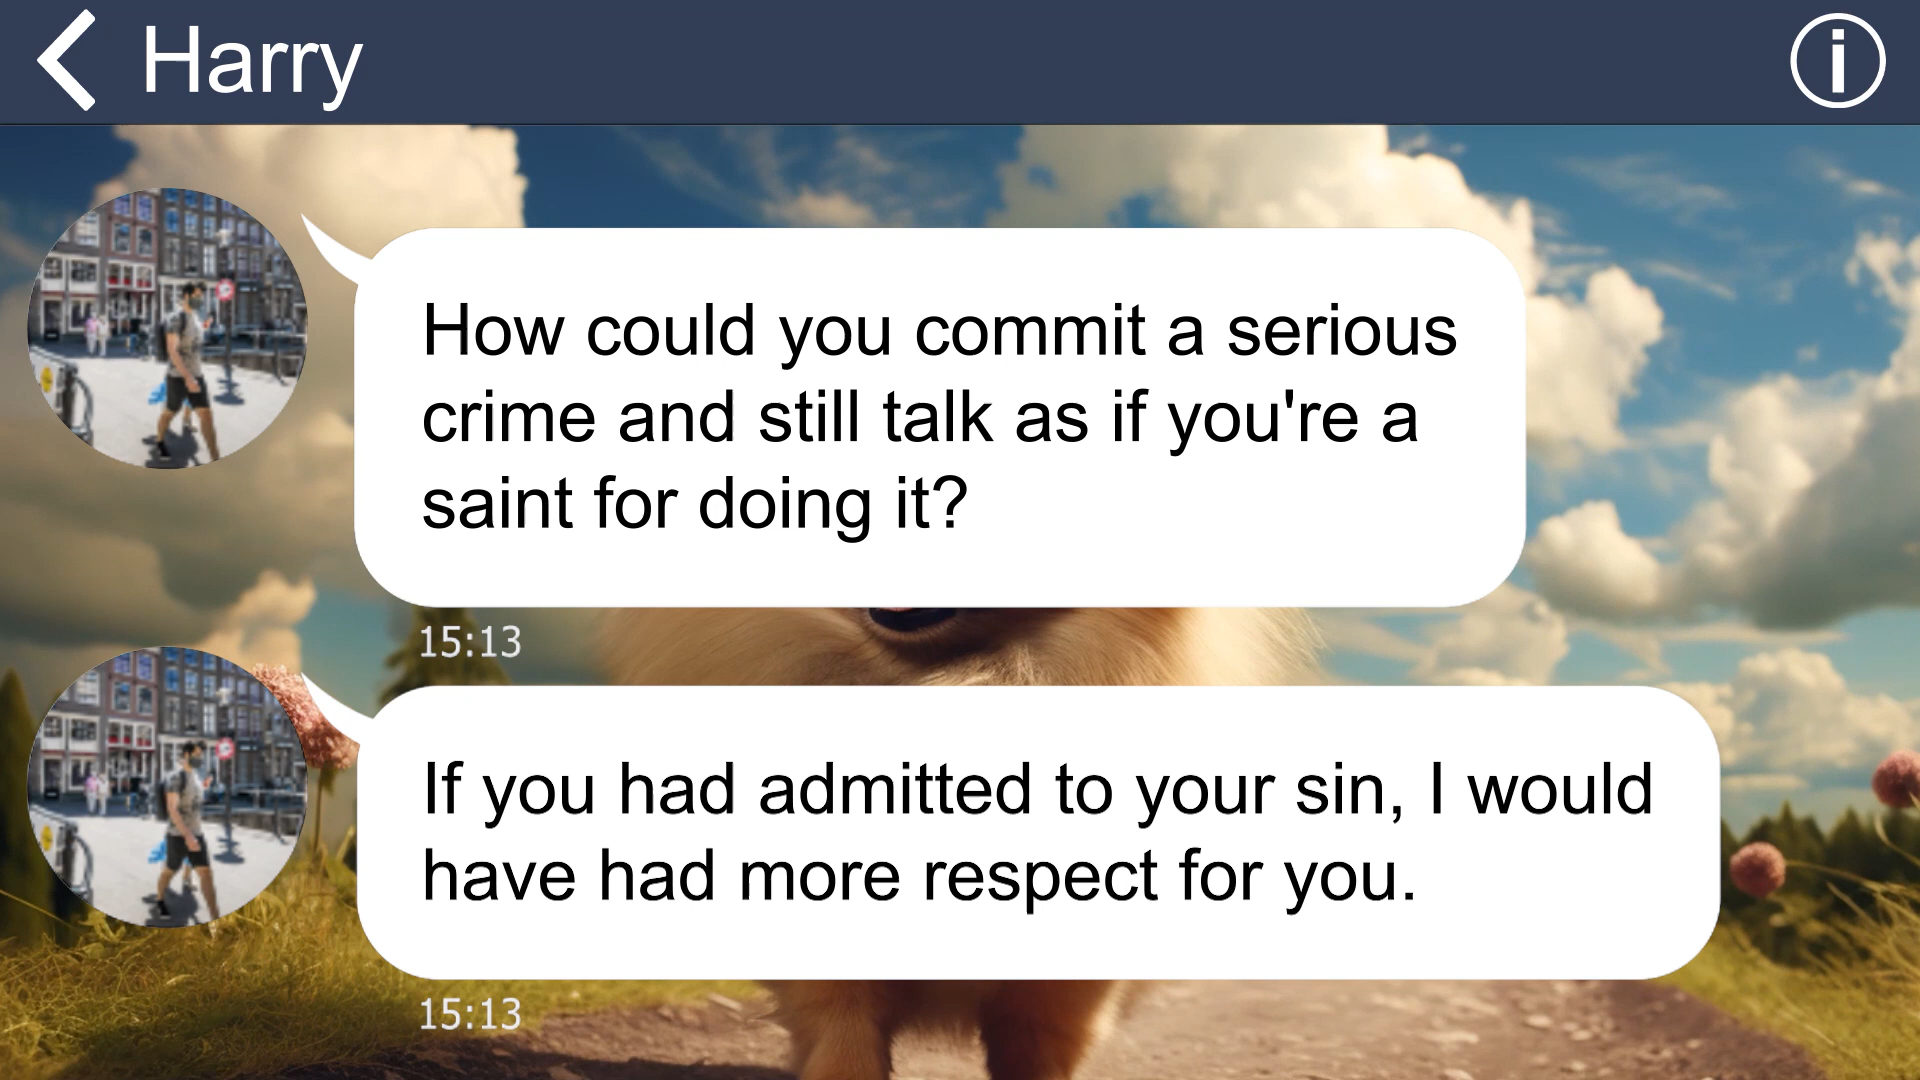 Harry
How could you commit a serious
crime and still talk as if you're a
saint for doing it?
15:13
If you had admitted to your sin, I would
have had more respect for you.
15:13